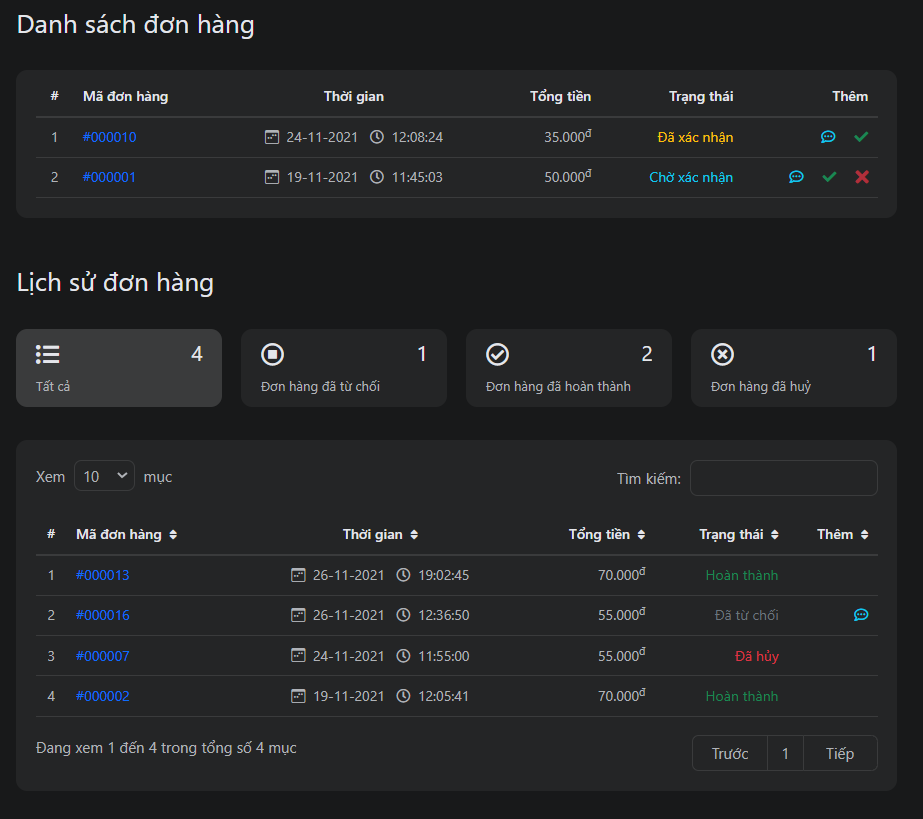 Danh sách đơn hàng
# Mã đơn hàng Thời gian Tổng tiền Trạng thái Thêm
1 #000010 24-11-2021 12:08:24 35.000đ Đã xác nhận
2 #000001 19-11-2021 11:45:03 50.000đ Chờ xác nhận
Lịch sử đơn hàng
4 1 2 1
Tất cả Đơn hàng đã từ chối Đơn hàng đã hoàn thành Đơn hàng đã huỷ
Xem 10 mục Tìm kiếm:
# Mã đơn hàng Thời gian Tổng tiền Trạng thái Thêm
1 #000013 26-11-2021 19:02:45 70.000đ Hoàn thành
2 #000016 26-11-2021 12:36:50 55.000đ Đã từ chối
3 #000007 24-11-2021 11:55:00 55.000đ Đã hủy
4 #000002 19-11-2021 12:05:41 70.000đ Hoàn thành
Đang xem 1 đến 4 trong tổng số 4 mục Trước 1 Tiếp